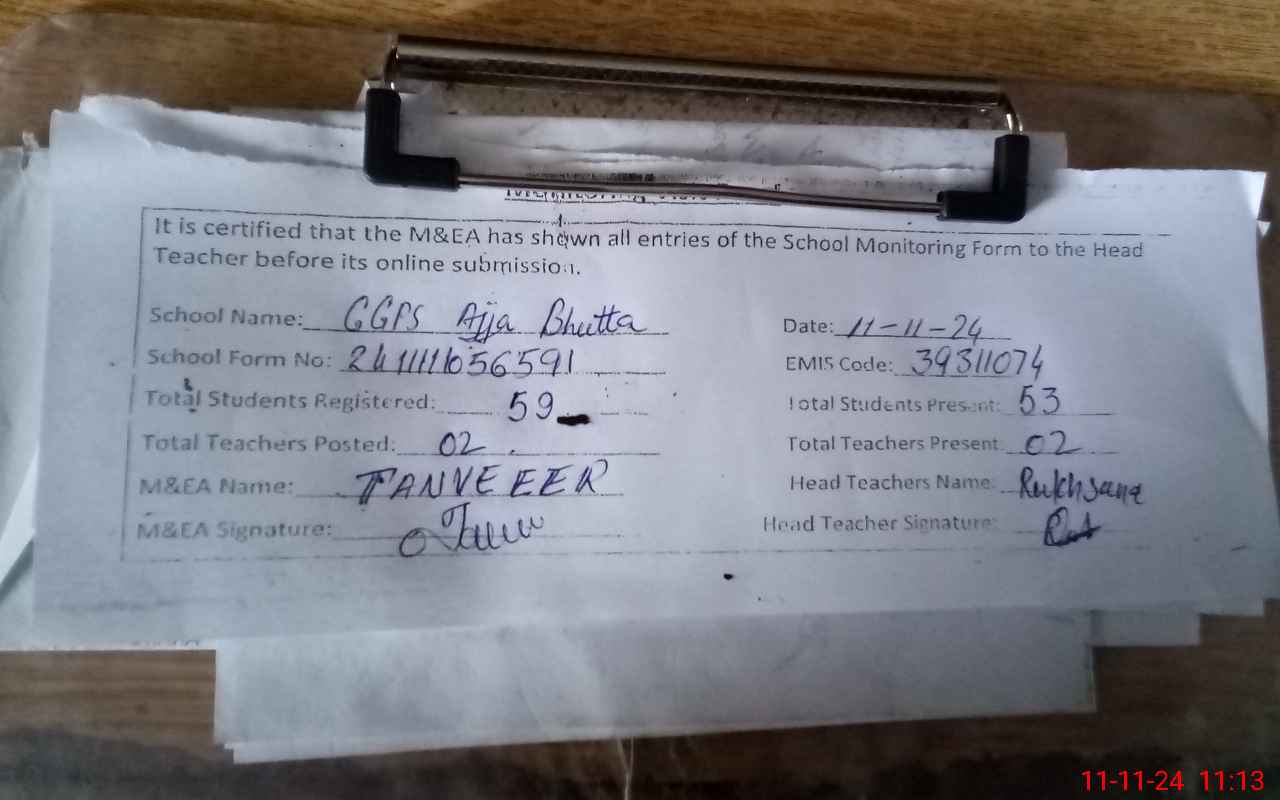 It is certified that the M&EA has shown all entries of the School Monitoring Form to the Head
Teacher before its online submission.
School Name: GGPS Ajja Bhutta Date: 11-11-24
School Form No: 241111056591 EMIS Code: 39311074
Total Students Registered: 59 Total Students Present: 53
Total Teachers Posted: 02 Total Teachers Present: 02
M&EA Name: TANVEEER Head Teachers Name: Rukhsana
M&EA Signature: Head Teacher Signature:
11-11-24 11:13